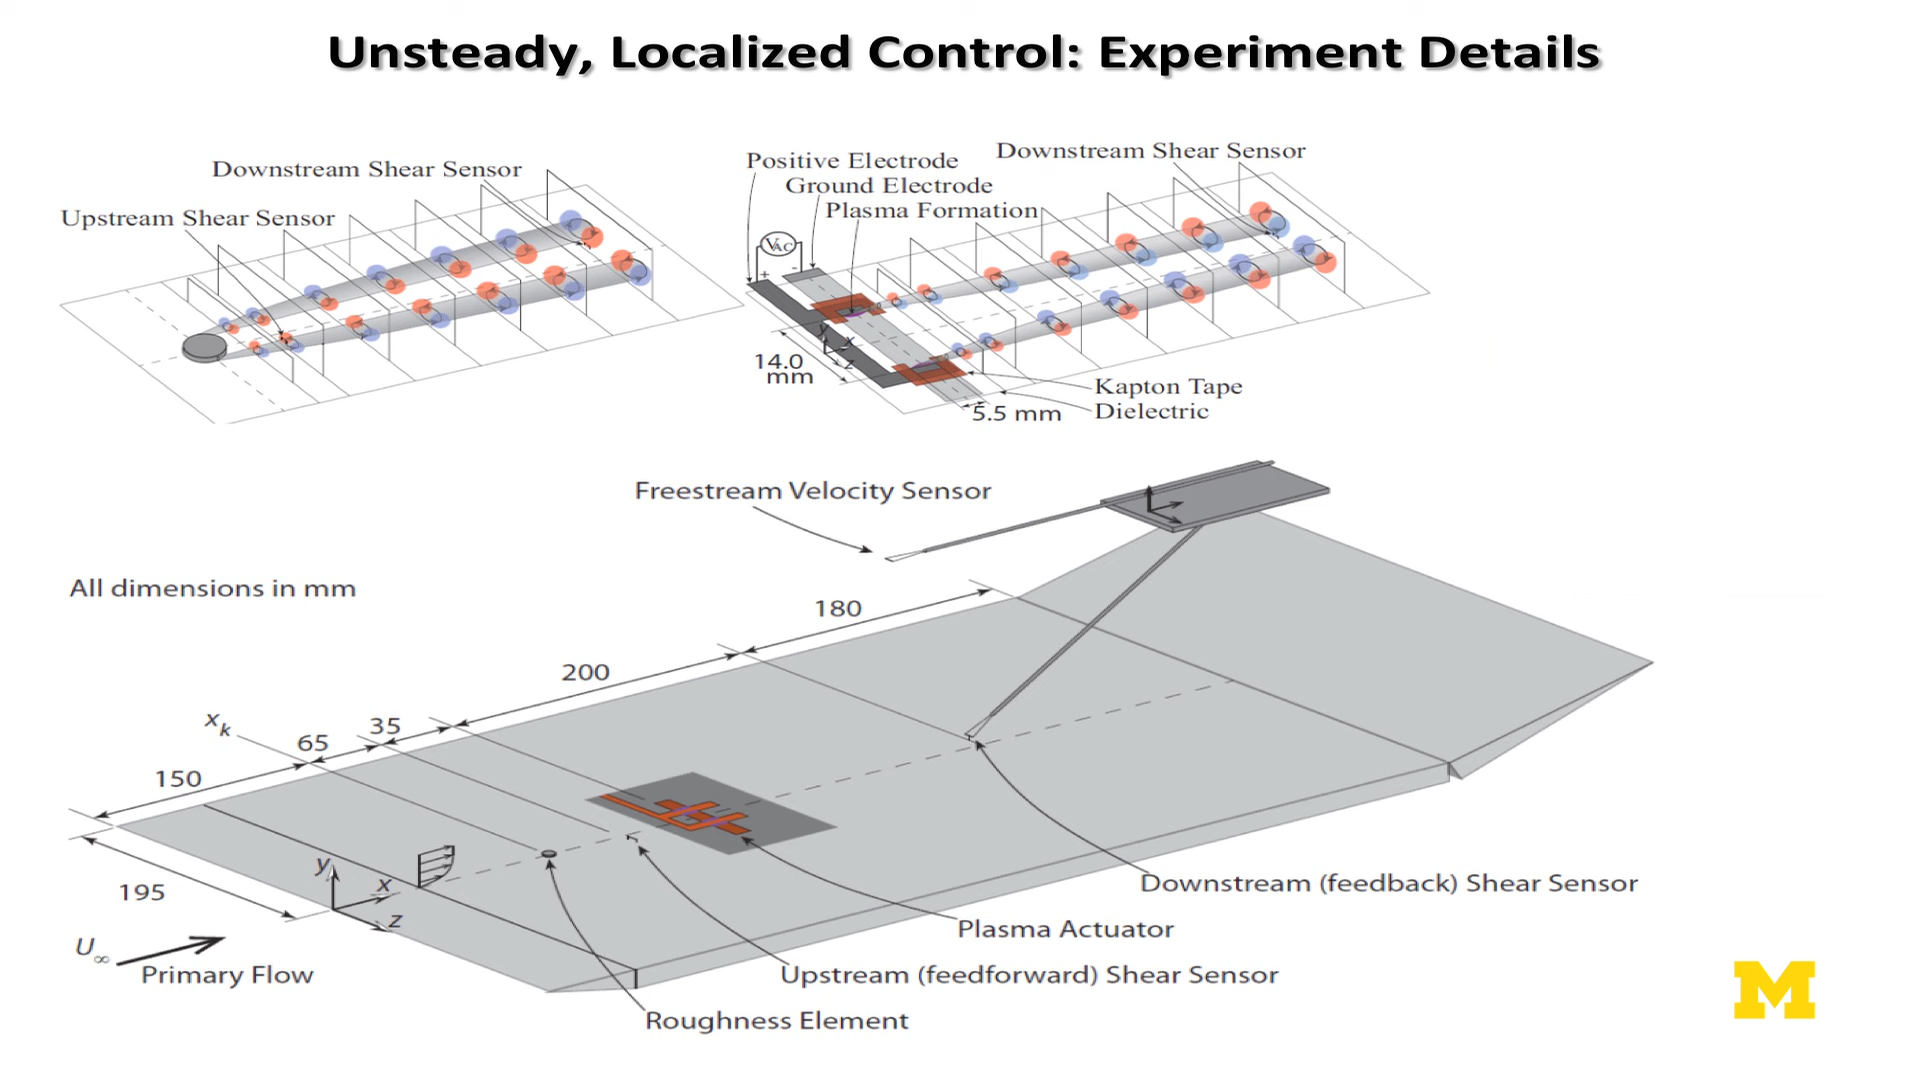 Unsteady, Localized Control: Experiment Details
Downstream Shear Sensor
Upstream Shear Sensor
Positive Electrode
Ground Electrode
Plasma Formation
Downstream Shear Sensor
VAC
+
-
y
x
z
14.0
mm
5.5 mm
Kapton Tape
Dielectric
Freestream Velocity Sensor
All dimensions in mm
180
200
xk
35
65
150
195
y
x
z
U∞
Primary Flow
Downstream (feedback) Shear Sensor
Plasma Actuator
Upstream (feedforward) Shear Sensor
Roughness Element
M